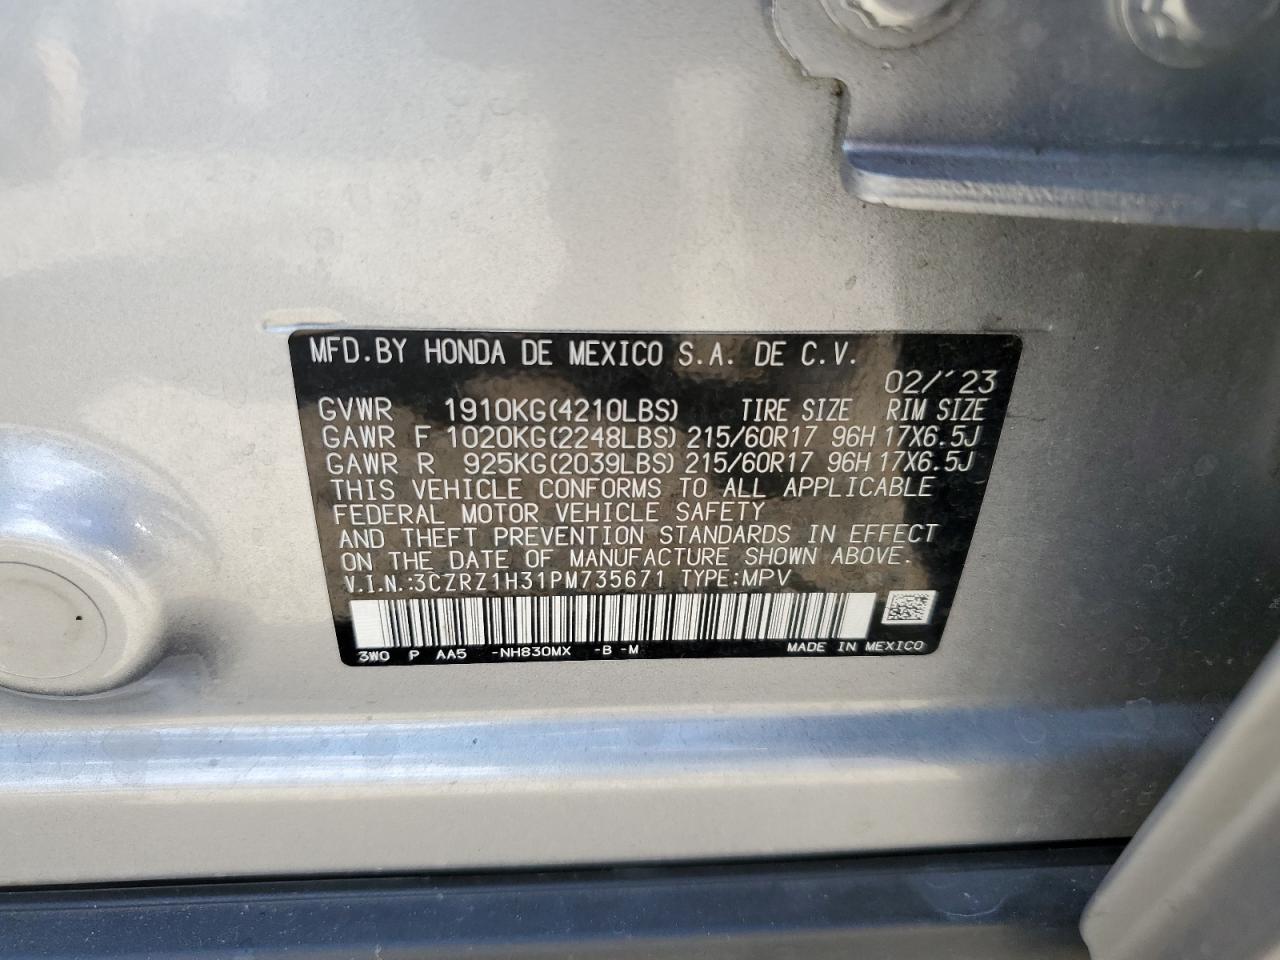 MFD.BY HONDA DE MEXICO S.A. DE C.V.
02/'23
GVWR 1910KG(4210LBS) TIRE SIZE RIM SIZE
GAWR F 1020KG(2248LBS) 215/60R17 96H 17X6.5J
GAWR R 925KG(2039LBS) 215/60R17 96H 17X6.5J
THIS VEHICLE CONFORMS TO ALL APPLICABLE
FEDERAL MOTOR VEHICLE SAFETY
AND THEFT PREVENTION STANDARDS IN EFFECT
ON THE DATE OF MANUFACTURE SHOWN ABOVE.
V.I.N.:3CZRZ1H31PM735671 TYPE:MPV
3W0 P AA5 -NH830MX -B -M MADE IN MEXICO